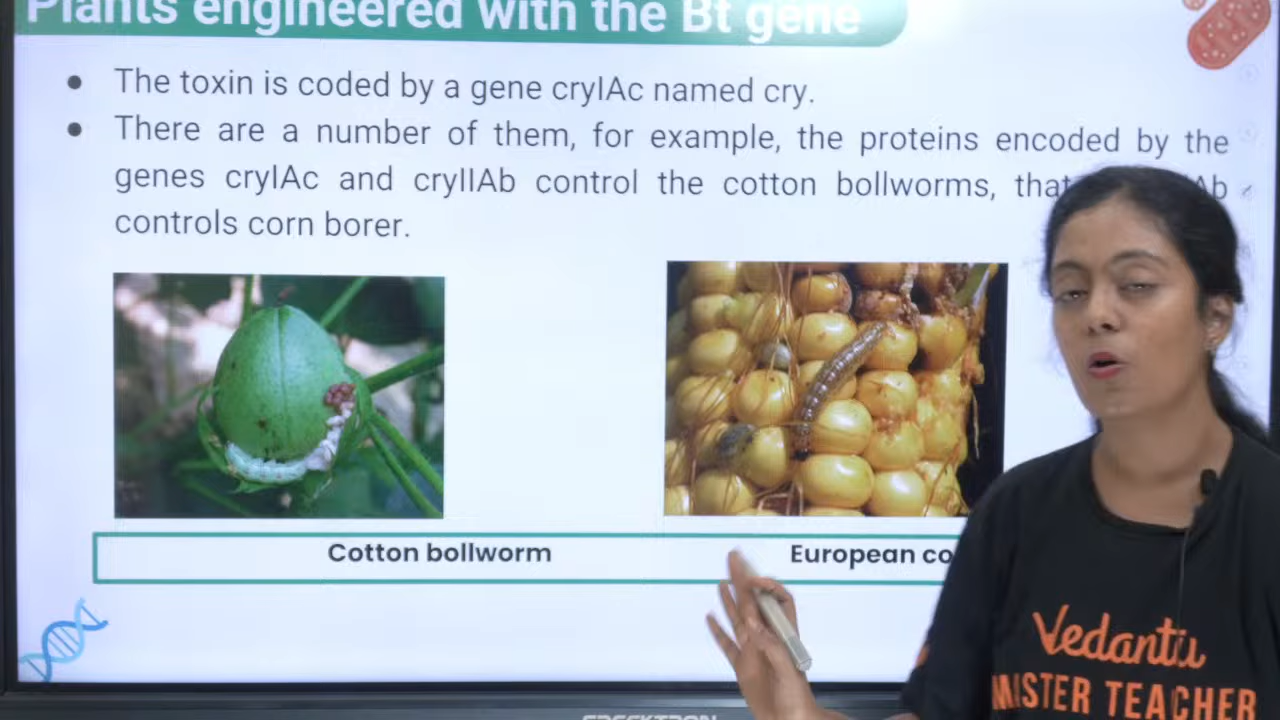 Plants engineered with the Bt gene
The toxin is coded by a gene cryIAc named cry.
There are a number of them, for example, the proteins encoded by the
genes cryIAc and cryIIAb control the cotton bollworms, that Ab
controls corn borer.
Cotton bollworm
European co
Vedantu
MASTER TEACHER